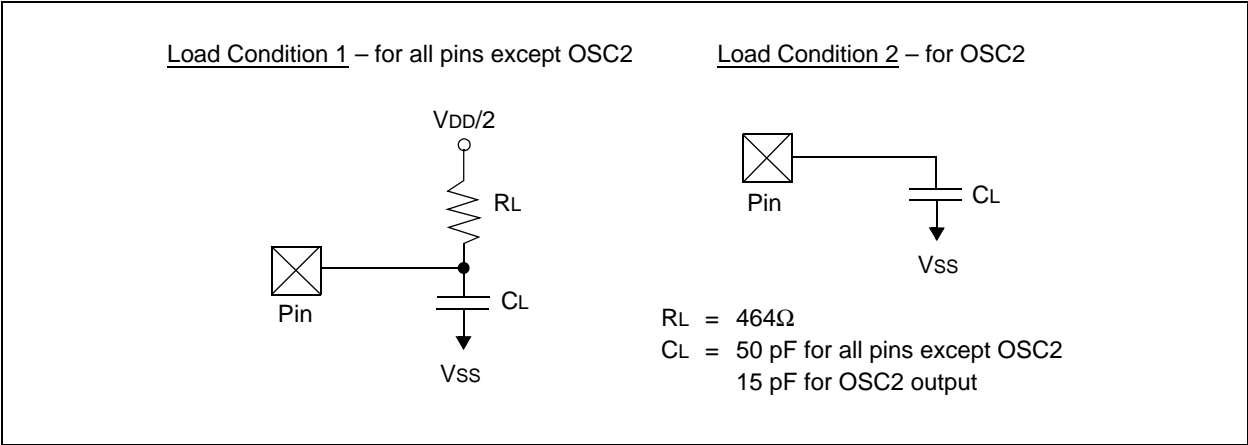 Load Condition 1 – for all pins except OSC2
Load Condition 2 – for OSC2
VDD/2
RL
Pin
CL
VSS
Pin
CL
VSS
RL = 464Ω
CL = 50 pF for all pins except OSC2
15 pF for OSC2 output